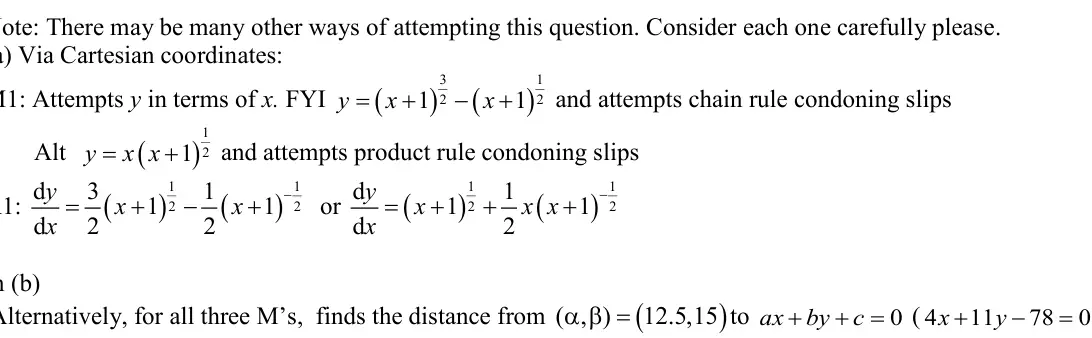 ote: There may be many other ways of attempting this question. Consider each one carefully please.
) Via Cartesian coordinates:
1: Attempts y in terms of x. FYI y = (x+1)^{3/2} − (x+1)^{1/2} and attempts chain rule condoning slips
Alt y = x(x+1)^{1/2} and attempts product rule condoning slips
1: dy/dx = 3/2 (x+1)^{1/2} − 1/2 (x+1)^{−1/2} or dy/dx = (x+1)^{1/2} + 1/2 x(x+1)^{−1/2}
(b)
Alternatively, for all three M's, finds the distance from (α,β) = (12.5,15) to ax+by+c = 0 ( 4x+11y−78 = 0